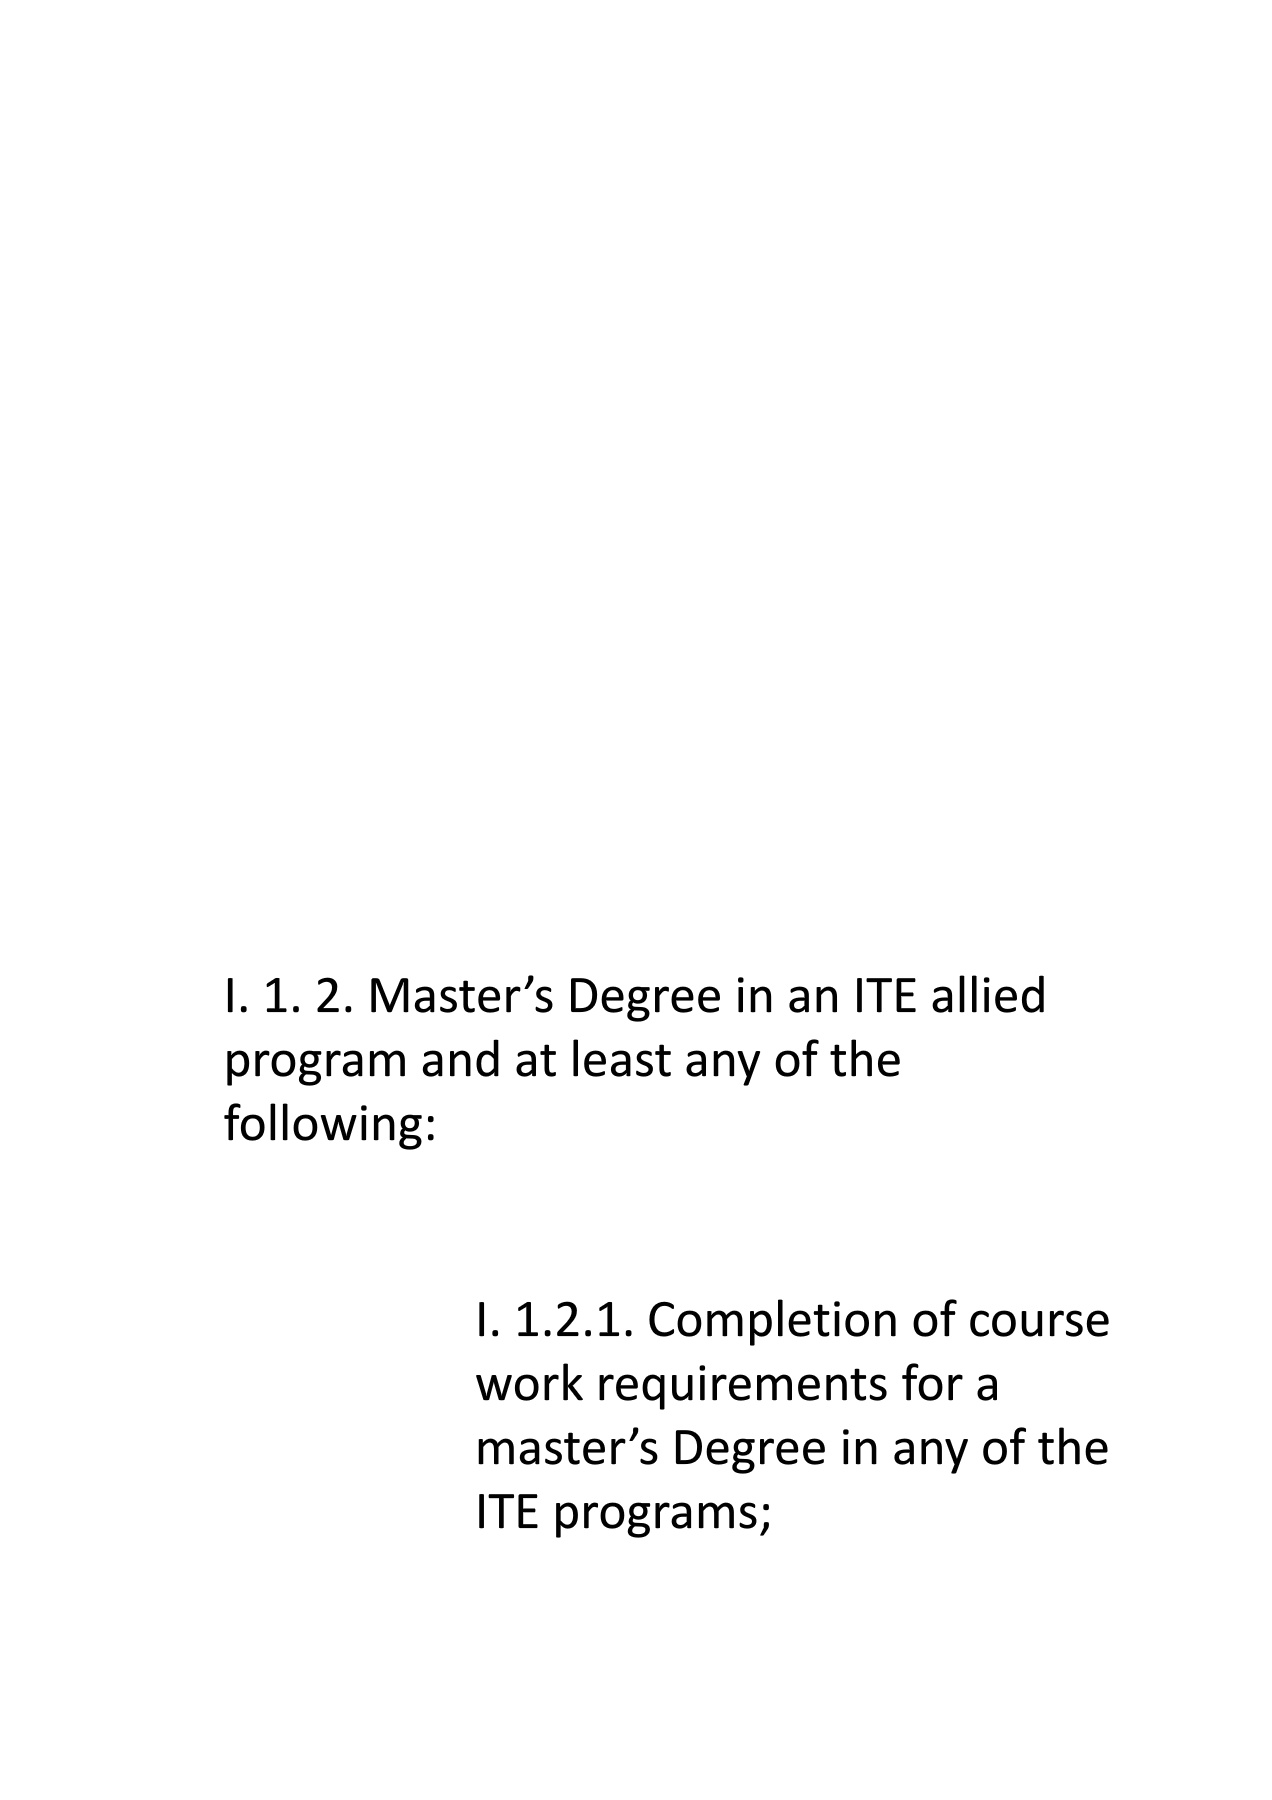 I. 1. 2. Master’s Degree in an ITE allied
program and at least any of the
following:
I. 1.2.1. Completion of course
work requirements for a
master’s Degree in any of the
ITE programs;